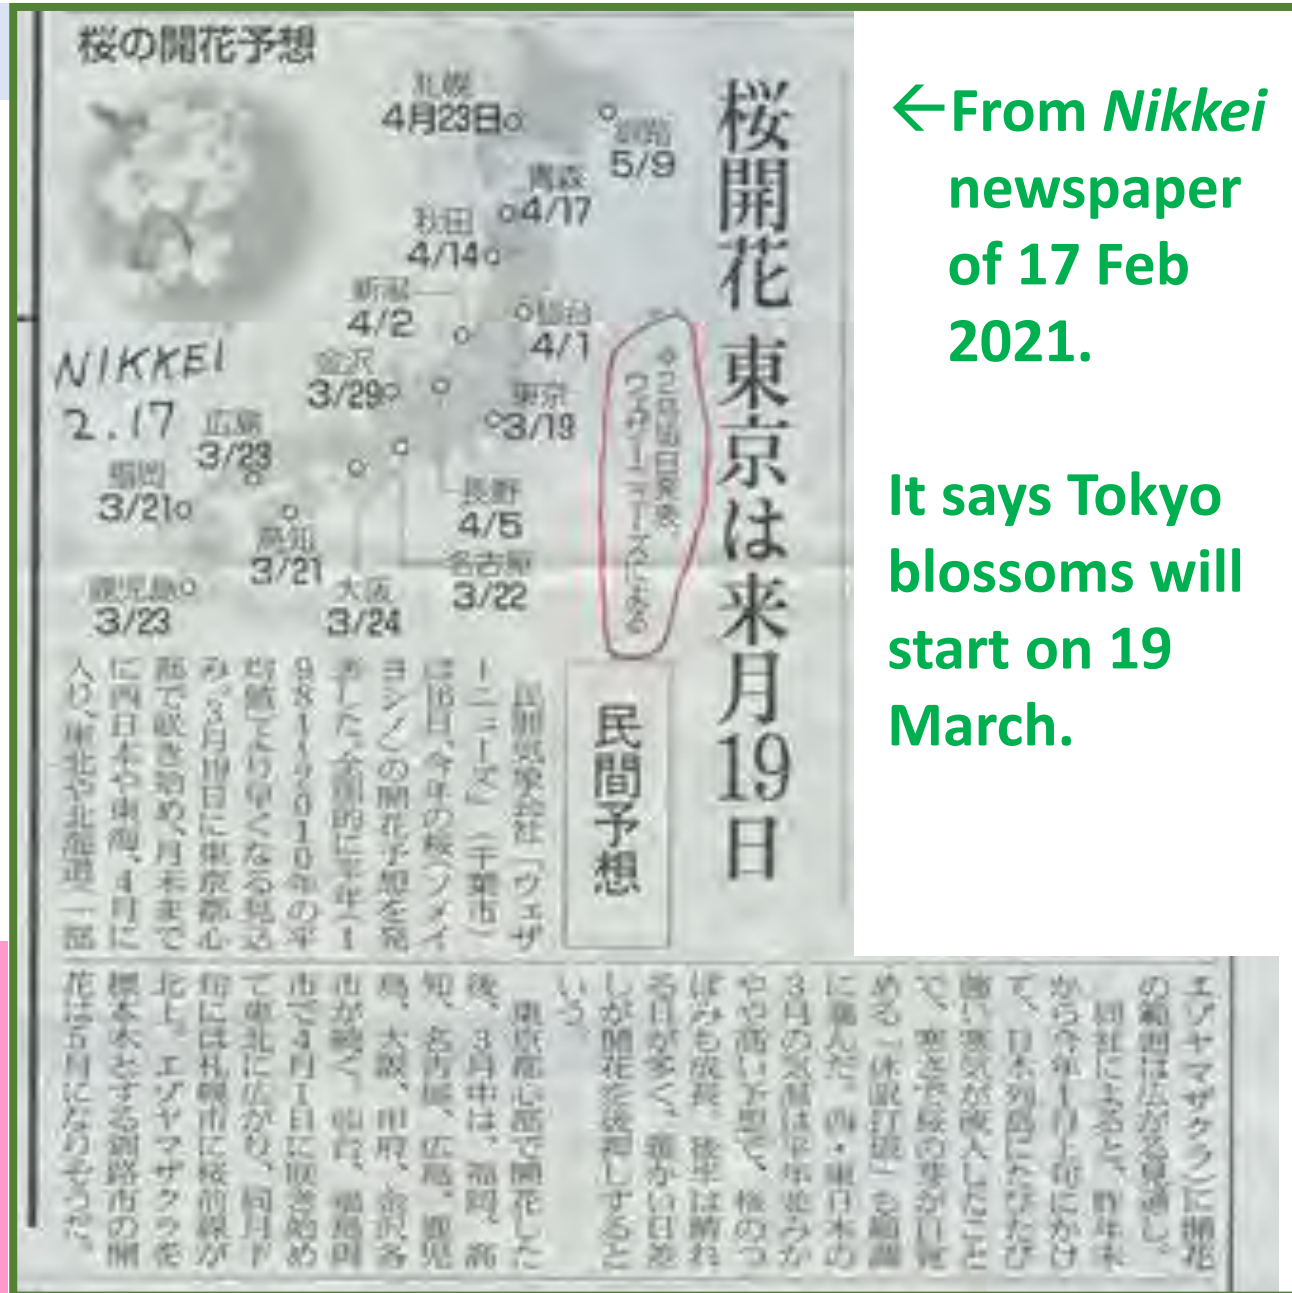 桜の開花予想
札幌
4月23日
釧路
5/9
青森
4/17
秋田
4/14
新潟
4/2
仙台
4/1
金沢
3/29
東京
3/19
広島
3/23
福岡
3/21
高知
3/21
長野
4/5
名古屋
3/22
大阪
3/24
鹿児島
3/23
NIKKEI
2.17
桜開花 東京は来月19日
※2月16日発表、
ウェザーニューズによる
民間予想
民間気象会社「ウェザ
ーニューズ」(千葉市)
は16日、今年の桜(ソメイ
ヨシノ)の開花予想を発
表した。全国的に平年(1
981〜2010年の平
均値)より早くなる見込
み。3月19日に東京都心
部で咲き始め、月末まで
に西日本や東海、4月に
入り、東北や北海道(一部
エゾヤマザクラ)に開花
の範囲は広がる見通し。
同社によると、昨年末
から今年1月上旬にかけ
て、日本列島にたびたび
強い寒気が流入したこと
で、寒さで桜の芽が目覚
める「休眠打破」も順調
に進んだ。西・東日本の
3月の気温は平年並みか
やや高い予想で、桜のつ
ぼみも成長。後半は晴れ
る日が多く、暖かい日差
しが開花を後押しすると
いう。
東京都心部で開花した
後、3月中は、福岡、高
知、名古屋、広島、鹿児
島、大阪、甲府、金沢各
市が続く。仙台、福島両
市で4月1日に咲き始め
て東北に広がり、同月下
旬には札幌市に桜前線が
北上。エゾヤマザクラを
標本木とする釧路市の開
花は5月になりそうだ。
←From Nikkei
newspaper
of 17 Feb
2021.
It says Tokyo
blossoms will
start on 19
March.